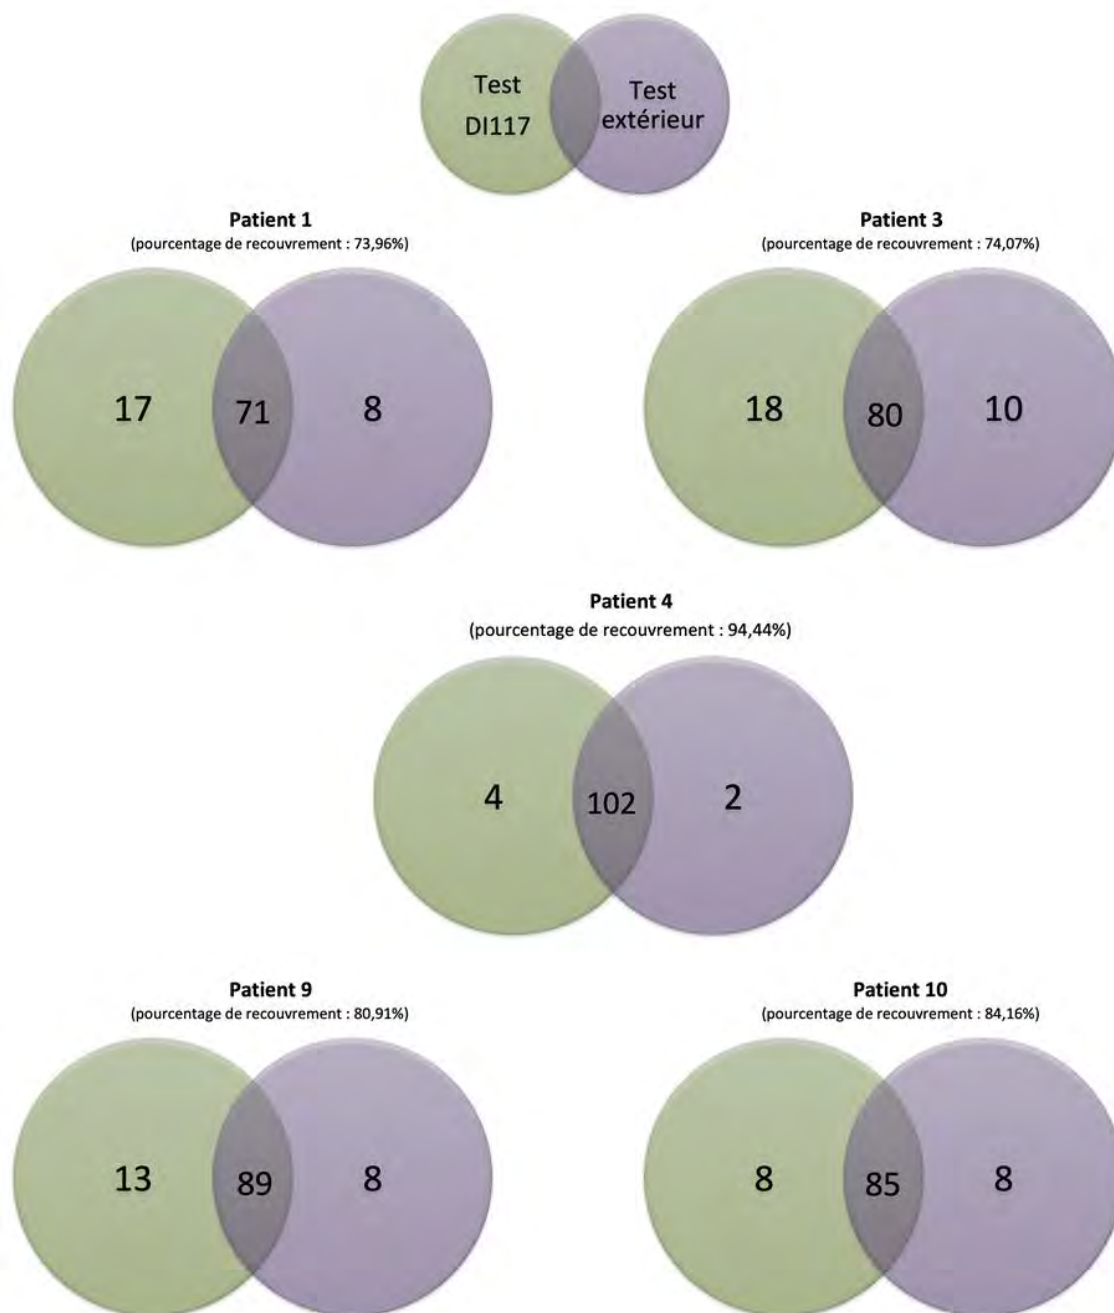 Test
DI117
Test
extérieur
Patient 1
(pourcentage de recouvrement : 73,96%)
17
71
8
Patient 3
(pourcentage de recouvrement : 74,07%)
18
80
10
Patient 4
(pourcentage de recouvrement : 94,44%)
4
102
2
Patient 9
(pourcentage de recouvrement : 80,91%)
13
89
8
Patient 10
(pourcentage de recouvrement : 84,16%)
8
85
8